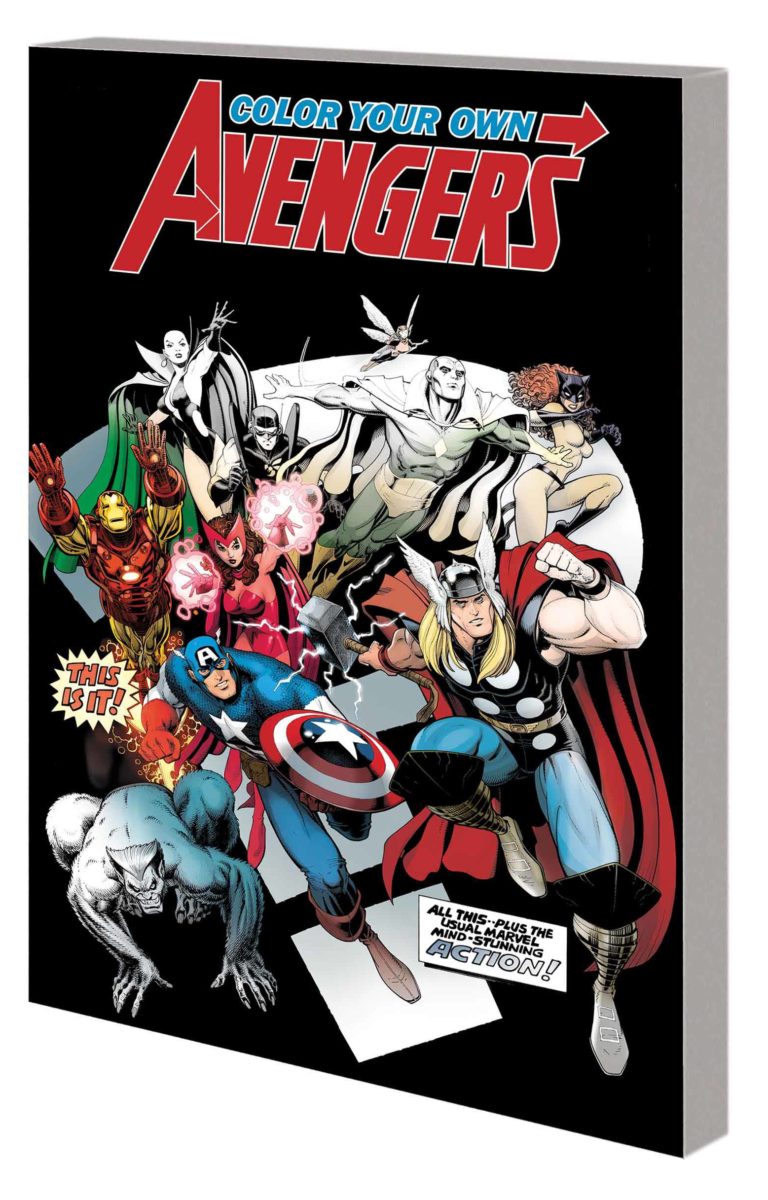 COLOR YOUR OWN
AVENGERS
THIS
IS IT!
ALL THIS--PLUS THE
USUAL MARVEL
MIND-STUNNING
ACTION!